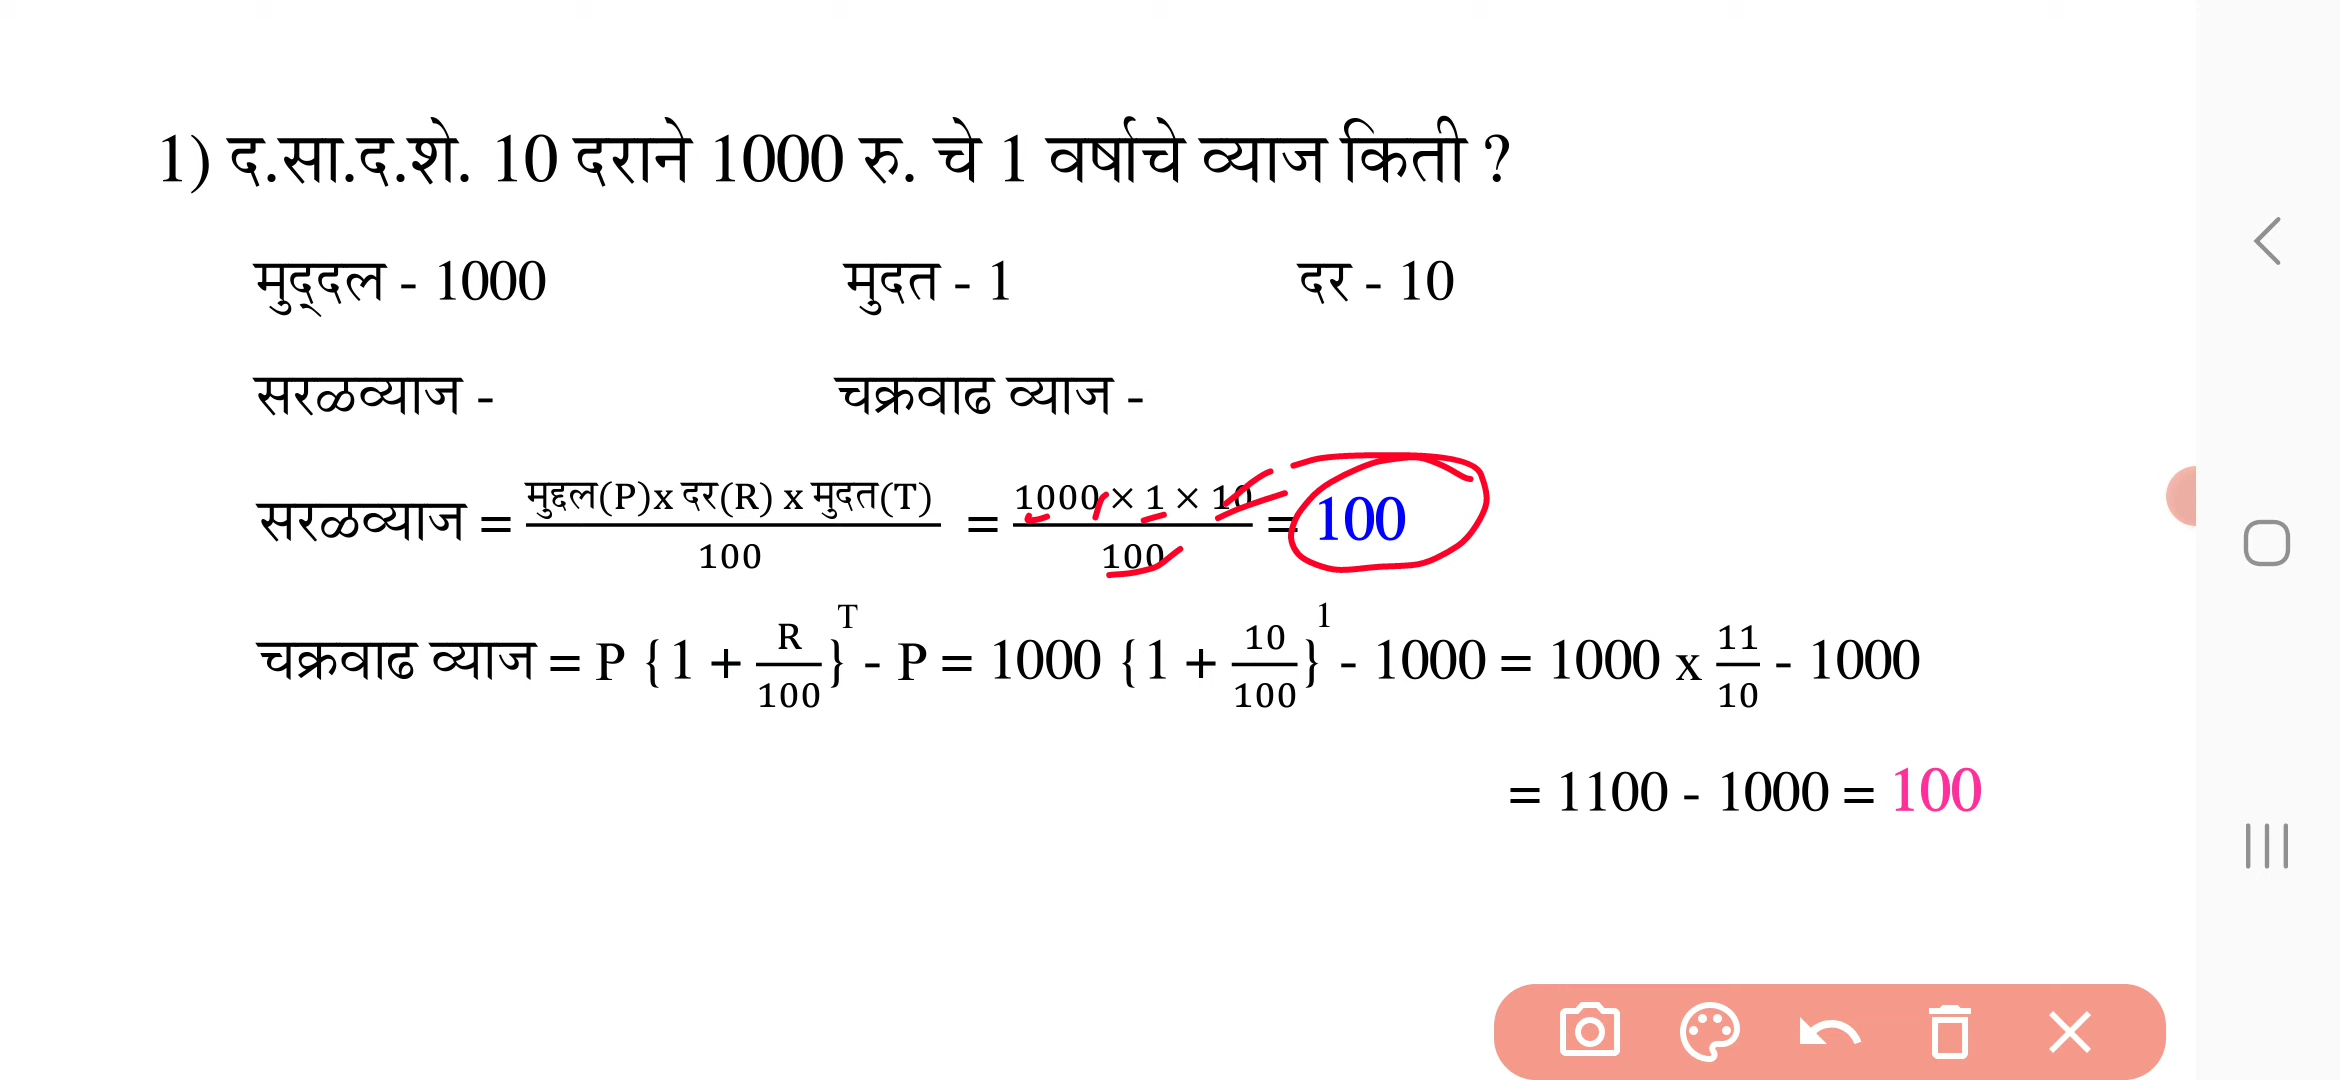 1) द.सा.द.शे. 10 दराने 1000 रु. चे 1 वर्षाचे व्याज किती ?
मुद्‌दल - 1000 मुदत - 1 दर - 10
सरळव्याज - चक्रवाढ व्याज -
सरळव्याज = मुद्दल(P)x दर(R) x मुदत(T) / 100 = 1000 × 1 × 10 / 100 = 100
चक्रवाढ व्याज = P {1 + R/100}^T - P = 1000 {1 + 10/100}^1 - 1000 = 1000 x 11/10 - 1000
= 1100 - 1000 = 100